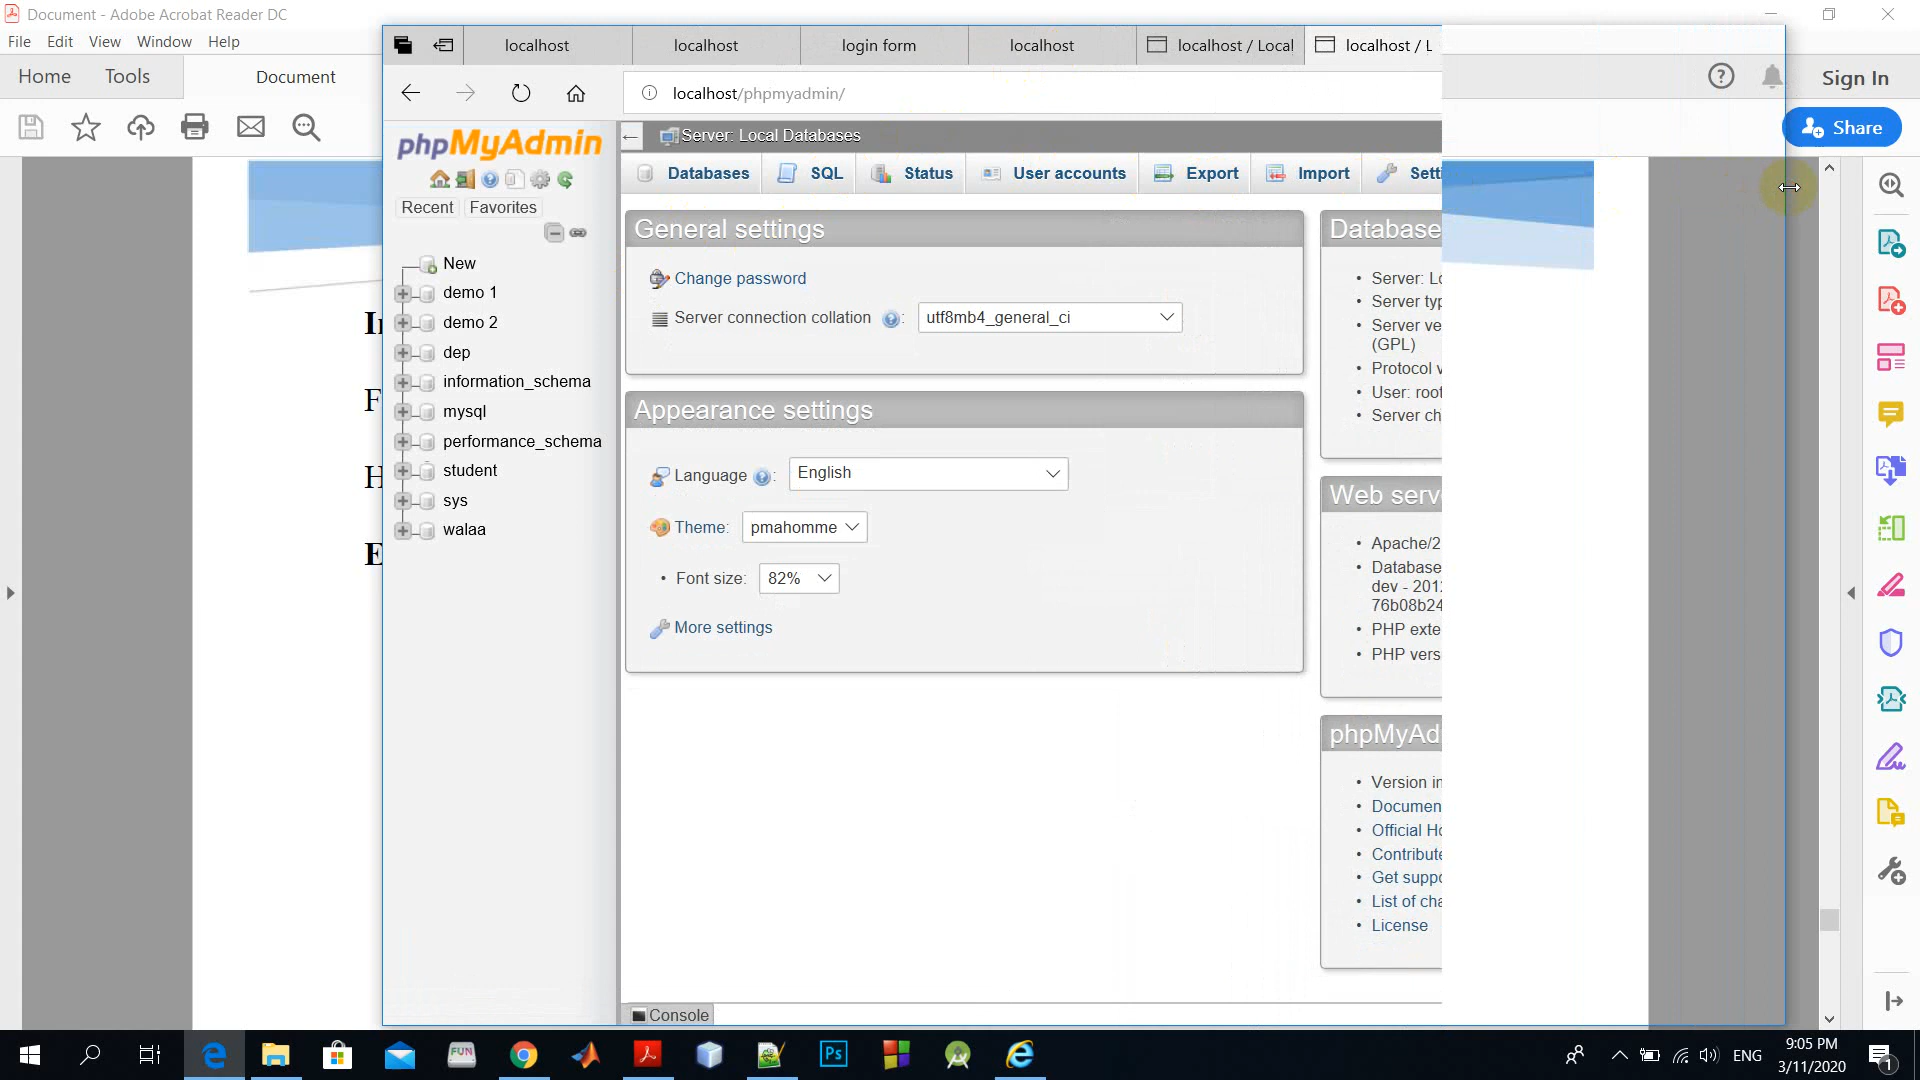 Document - Adobe Acrobat Reader DC
File Edit View Window Help
Home Tools Document
Sign In
Share
localhost localhost login form localhost localhost / Local localhost / L
localhost/phpmyadmin/
phpMyAdmin
Server: Local Databases
Databases SQL Status User accounts Export Import
Recent Favorites
New
demo 1
demo 2
dep
information_schema
mysql
performance_schema
student
sys
walaa
General settings
Change password
Server connection collation : utf8mb4_general_ci
Appearance settings
Language : English
Theme: pmahomme
• Font size: 82%
More settings
Database
• Server: Lo
• Server typ
• Server ve
(GPL)
• Protocol v
• User: root
• Server ch
Web serv
• Apache/2
• Database
dev - 201
76b08b24
• PHP exte
• PHP vers
phpMyAd
• Version in
• Documen
• Official Ho
• Contribute
• Get suppo
• List of cha
• License
Console
FUN
Ps
ENG
9:05 PM
3/11/2020
1